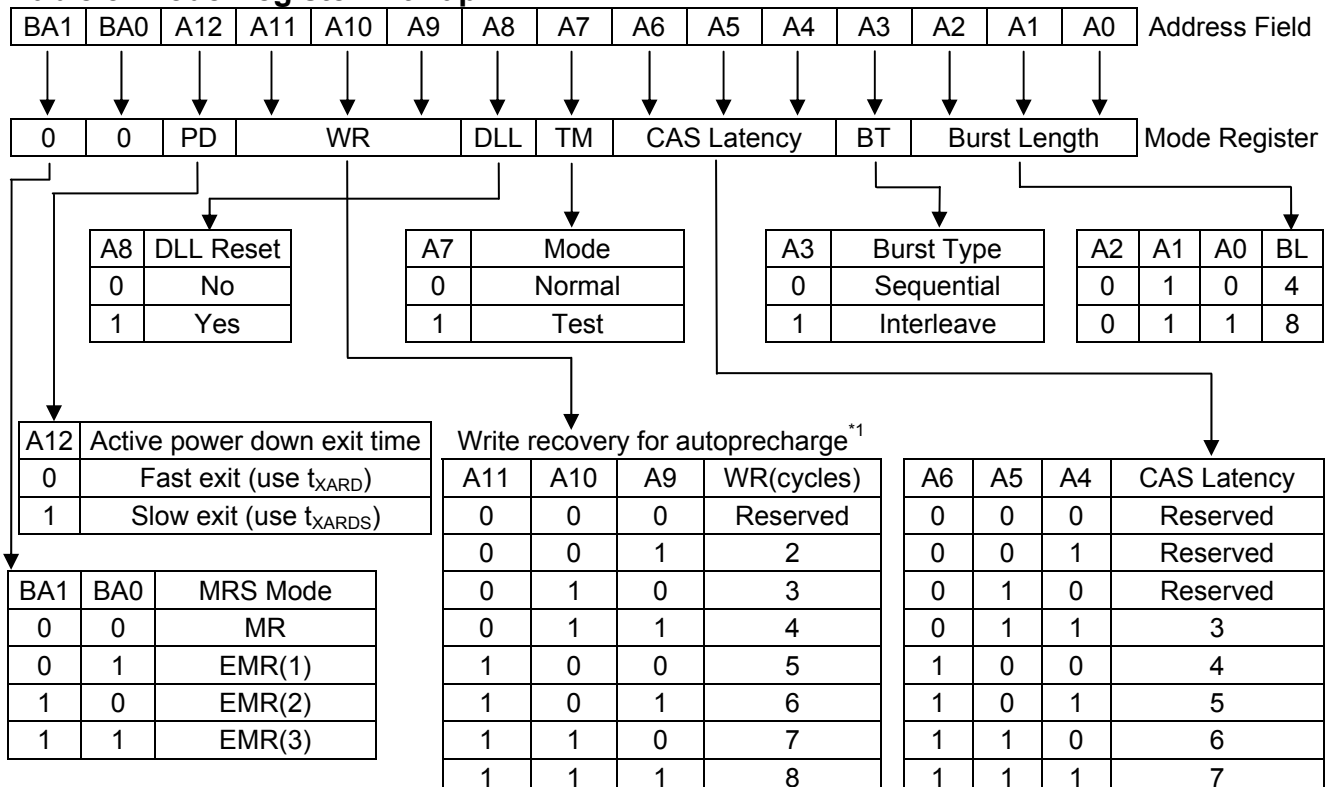 BA1 BA0 A12 A11 A10 A9 A8 A7 A6 A5 A4 A3 A2 A1 A0 Address Field
0 0 PD WR DLL TM CAS Latency BT Burst Length Mode Register
A8 DLL Reset
0 No
1 Yes
A7 Mode
0 Normal
1 Test
A3 Burst Type
0 Sequential
1 Interleave
A2 A1 A0 BL
0 1 0 4
0 1 1 8
A12 Active power down exit time
0 Fast exit (use tXARD)
1 Slow exit (use tXARDS)
Write recovery for autoprecharge*1
A11 A10 A9 WR(cycles)
0 0 0 Reserved
0 0 1 2
0 1 0 3
0 1 1 4
1 0 0 5
1 0 1 6
1 1 0 7
1 1 1 8
A6 A5 A4 CAS Latency
0 0 0 Reserved
0 0 1 Reserved
0 1 0 Reserved
0 1 1 3
1 0 0 4
1 0 1 5
1 1 0 6
1 1 1 7
BA1 BA0 MRS Mode
0 0 MR
0 1 EMR(1)
1 0 EMR(2)
1 1 EMR(3)